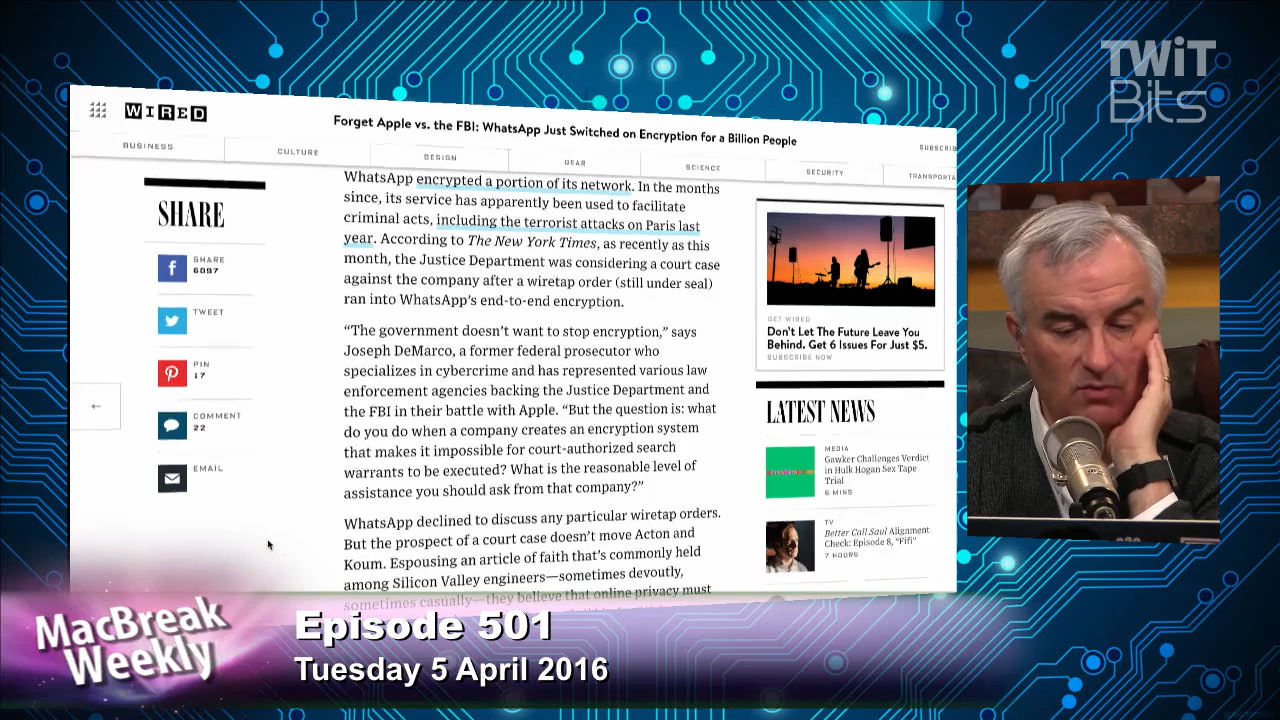 TWiT
Bits
WIRED
Forget Apple vs. the FBI: WhatsApp Just Switched on Encryption for a Billion People
SUBSCRIB
BUSINESS
CULTURE
DESIGN
GEAR
SCIENCE
SECURITY
TRANSPORTA
SHARE
SHARE
6097
TWEET
PIN
17
COMMENT
22
EMAIL
WhatsApp encrypted a portion of its network. In the months
since, its service has apparently been used to facilitate
criminal acts, including the terrorist attacks on Paris last
year. According to The New York Times, as recently as this
month, the Justice Department was considering a court case
against the company after a wiretap order (still under seal)
ran into WhatsApp's end-to-end encryption.
“The government doesn't want to stop encryption,” says
Joseph DeMarco, a former federal prosecutor who
specializes in cybercrime and has represented various law
enforcement agencies backing the Justice Department and
the FBI in their battle with Apple. “But the question is: what
do you do when a company creates an encryption system
that makes it impossible for court-authorized search
warrants to be executed? What is the reasonable level of
assistance you should ask from that company?”
WhatsApp declined to discuss any particular wiretap orders.
But the prospect of a court case doesn't move Acton and
Koum. Espousing an article of faith that's commonly held
among Silicon Valley engineers—sometimes devoutly,
sometimes casually—they believe that online privacy must
GET WIRED
Don't Let The Future Leave You
Behind. Get 6 Issues For Just $5.
SUBSCRIBE NOW
LATEST NEWS
MEDIA
Gawker Challenges Verdict
in Hulk Hogan Sex Tape
Trial
6 MINS
TV
Better Call Saul Alignment
Check: Episode 8, “Fifi”
7 HOURS
MacBreak
Weekly
Episode 501
Tuesday 5 April 2016